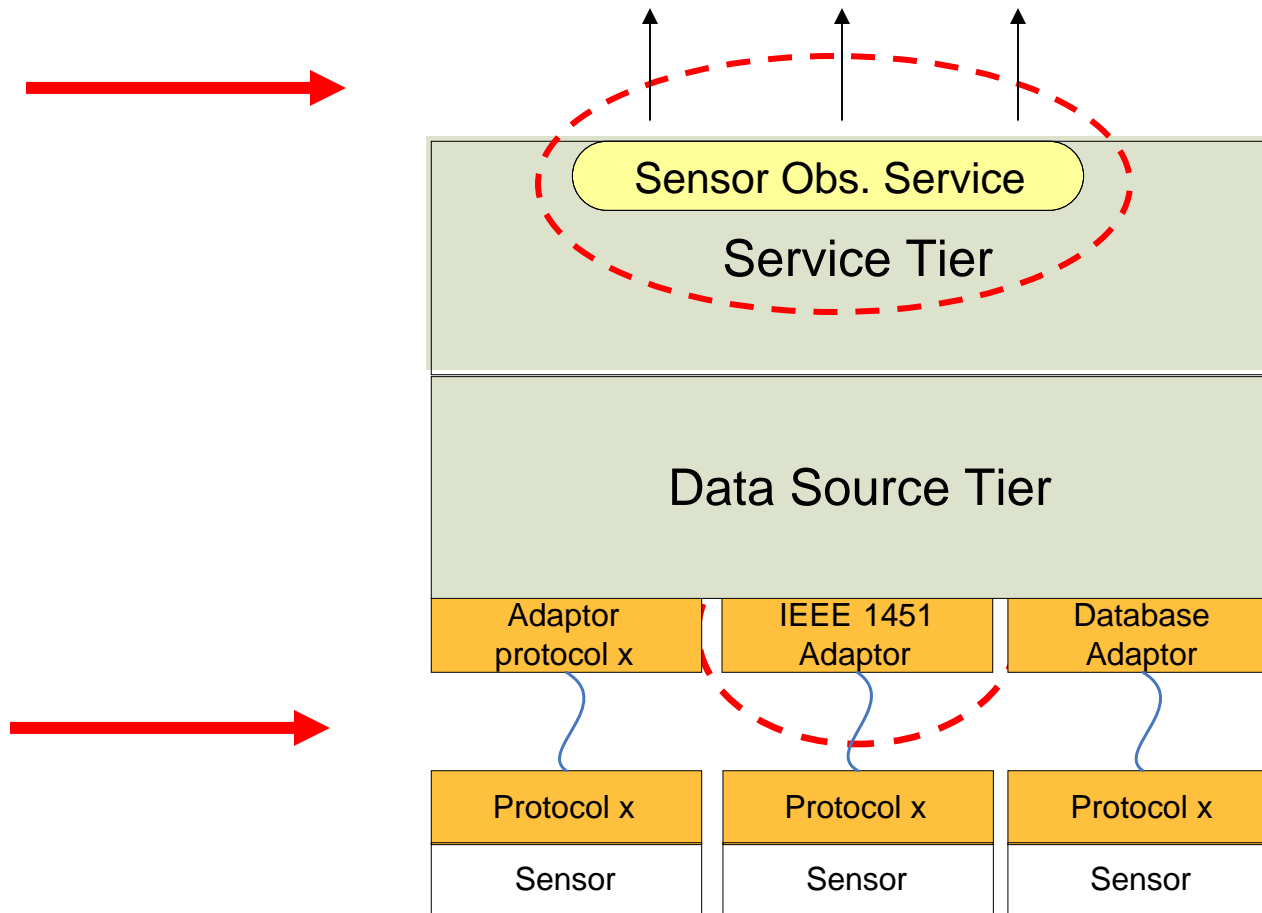 Sensor Obs. Service
Service Tier
Data Source Tier
Adaptor
protocol x
IEEE 1451
Adaptor
Database
Adaptor
Protocol x
Protocol x
Protocol x
Sensor
Sensor
Sensor